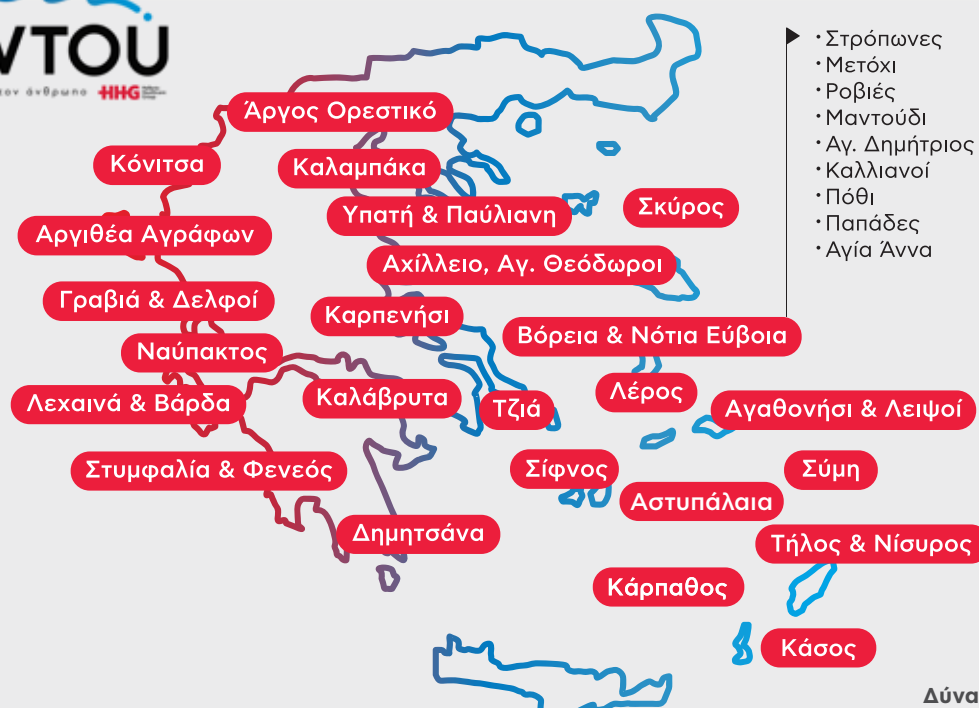 ΝΤΟΥ
τον άνθρωπο HHG
Άργος Ορεστικό
Κόνιτσα
Καλαμπάκα
Υπατή & Παύλιανη
Σκύρος
Αργιθέα Αγράφων
Αχίλλειο, Αγ. Θεόδωροι
Γραβιά & Δελφοί
Καρπενήσι
Βόρεια & Νότια Εύβοια
Ναύπακτος
Λεχαινά & Βάρδα
Καλάβρυτα
Τζιά
Λέρος
Αγαθονήσι & Λειψοί
Στυμφαλία & Φενεός
Σίφνος
Σύμη
Αστυπάλαια
Δημητσάνα
Τήλος & Νίσυρος
Κάρπαθος
Κάσος
· Στρόπωνες
· Μετόχι
· Ροβιές
· Μαντούδι
· Αγ. Δημήτριος
· Καλλιανοί
· Πόθι
· Παπάδες
· Αγία Άννα
Δύνα